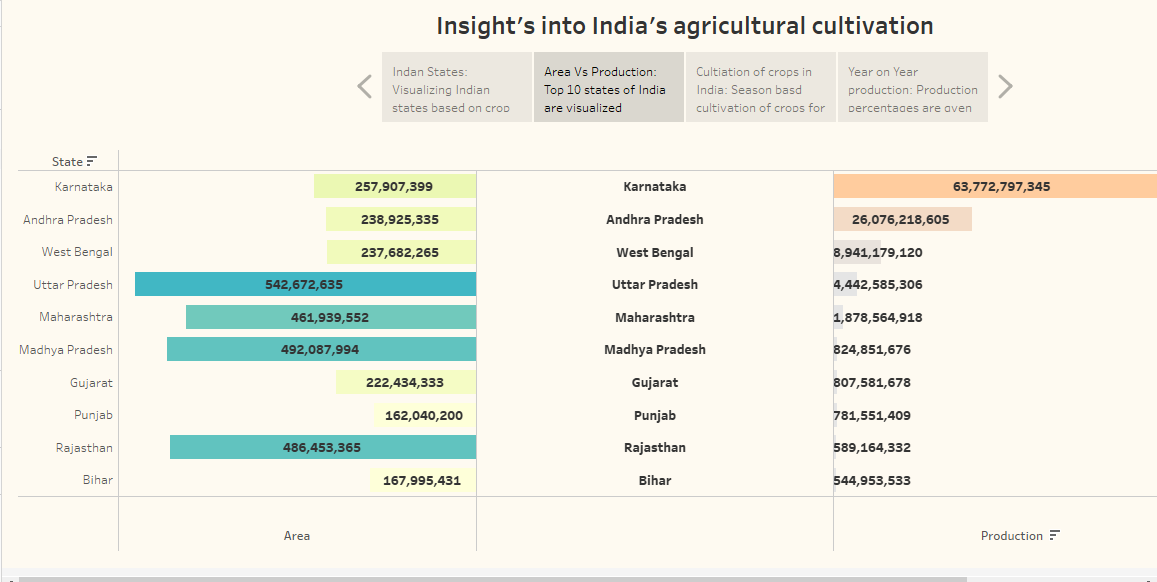 Insight's into India's agricultural cultivation
Indan States:
Visualizing Indian
states based on crop
Area Vs Production:
Top 10 states of India
are visualized
Cultiation of crops in
India: Season basd
cultivation of crops for
Year on Year
production: Production
percentages are gven
State
Karnataka 257,907,399 Karnataka 63,772,797,345
Andhra Pradesh 238,925,335 Andhra Pradesh 26,076,218,605
West Bengal 237,682,265 West Bengal 8,941,179,120
Uttar Pradesh 542,672,635 Uttar Pradesh 4,442,585,306
Maharashtra 461,939,552 Maharashtra 1,878,564,918
Madhya Pradesh 492,087,994 Madhya Pradesh 824,851,676
Gujarat 222,434,333 Gujarat 807,581,678
Punjab 162,040,200 Punjab 781,551,409
Rajasthan 486,453,365 Rajasthan 589,164,332
Bihar 167,995,431 Bihar 544,953,533
Area Production